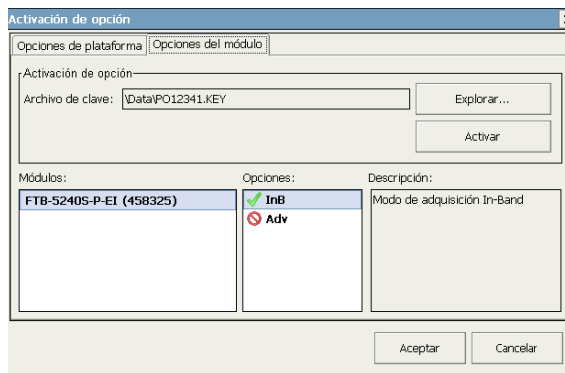 Activación de opción
Opciones de plataforma Opciones del módulo
Activación de opción
Archivo de clave: \Data\PO12341.KEY Explorar...
Activar
Módulos: Opciones: Descripción:
FTB-5240S-P-EI (458325) InB Modo de adquisición In-Band
Adv
Aceptar Cancelar